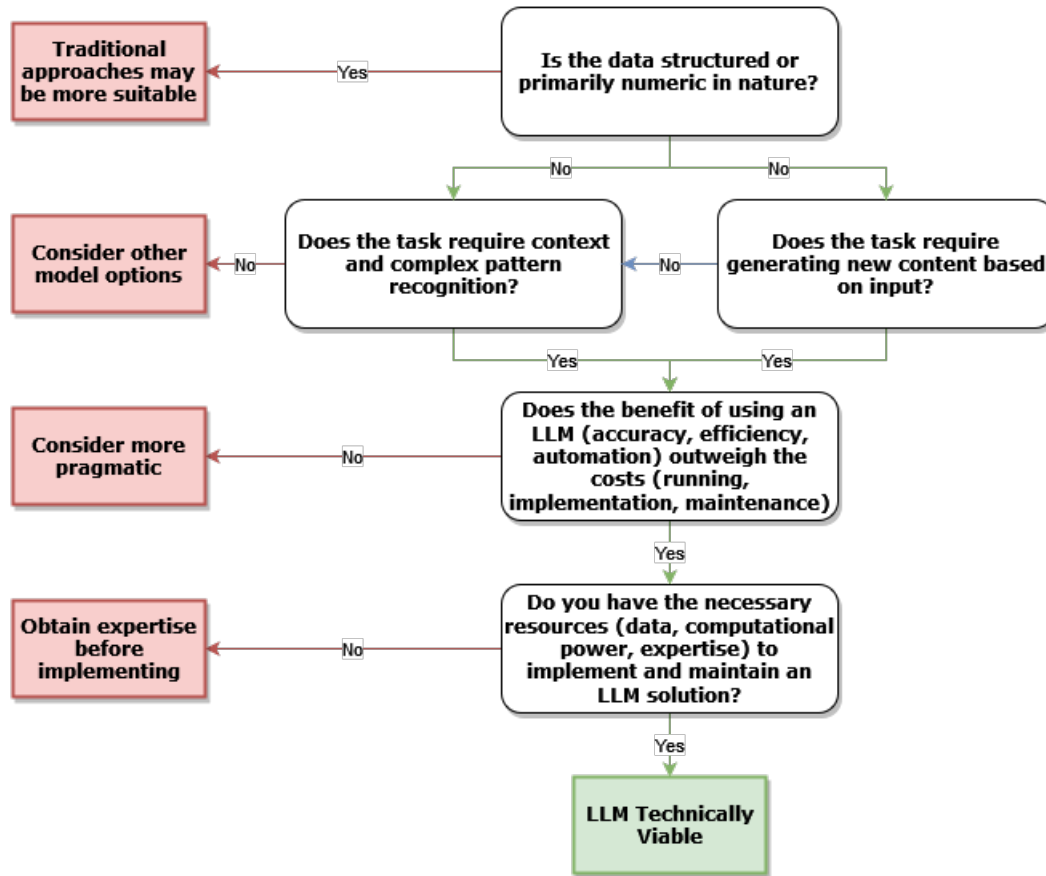 Traditional
approaches may
be more suitable
Yes
Is the data structured or
primarily numeric in nature?
No
No
Consider other
model options
No
Does the task require context
and complex pattern
recognition?
No
Does the task require
generating new content based
on input?
Yes
Yes
Consider more
pragmatic
No
Does the benefit of using an
LLM (accuracy, efficiency,
automation) outweigh the
costs (running,
implementation, maintenance)
Yes
Obtain expertise
before
implementing
No
Do you have the necessary
resources (data, computational
power, expertise) to
implement and maintain an
LLM solution?
Yes
LLM Technically
Viable